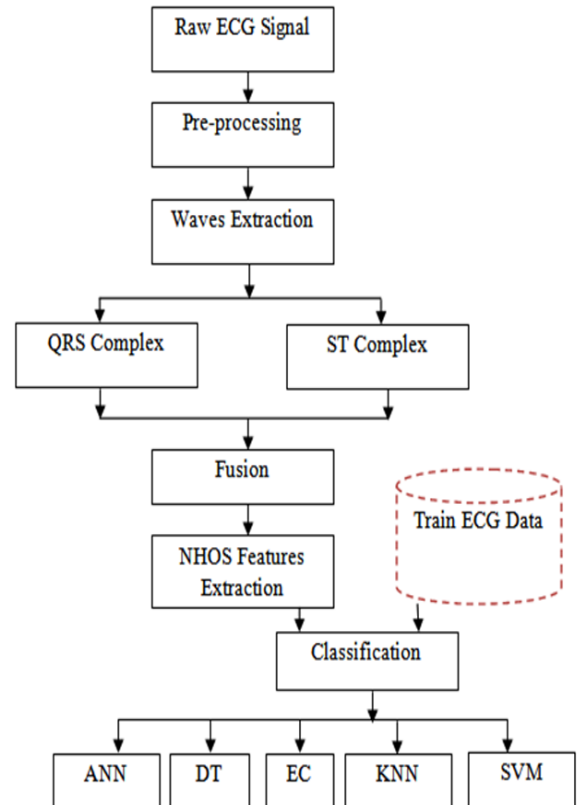 Raw ECG Signal
Pre-processing
Waves Extraction
QRS Complex
ST Complex
Fusion
Train ECG Data
NHOS Features
Extraction
Classification
ANN
DT
EC
KNN
SVM